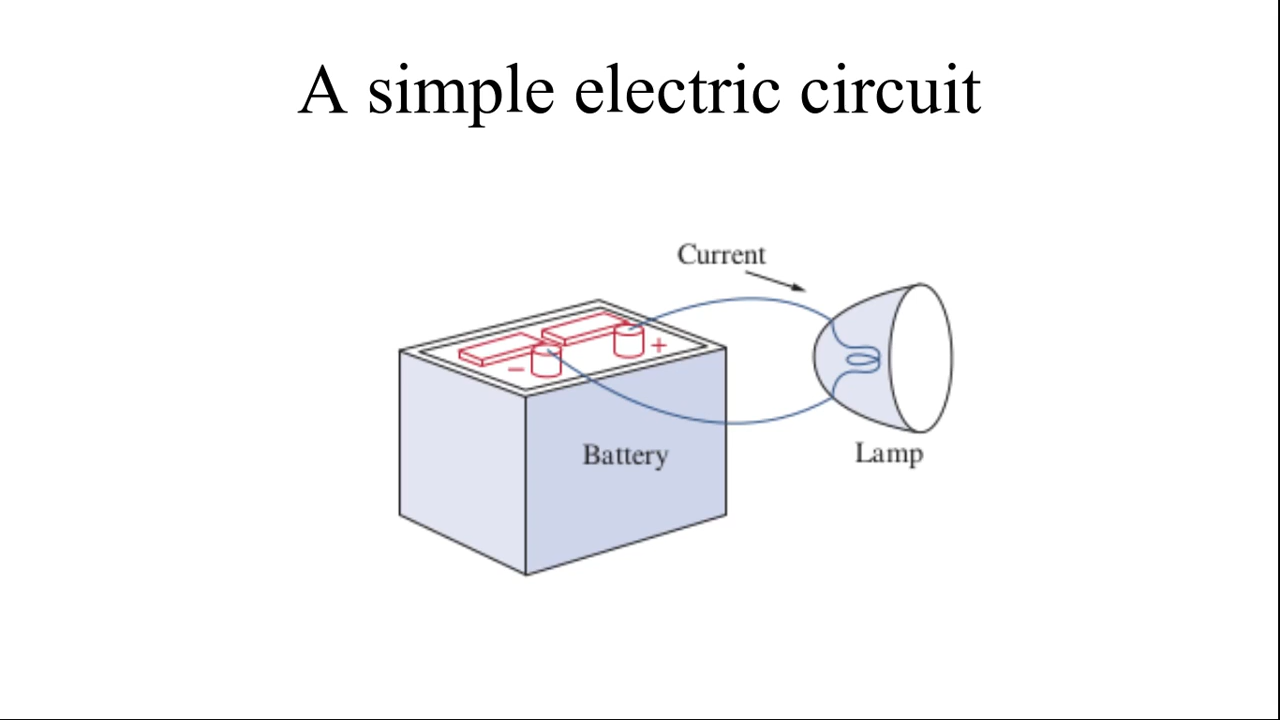 A simple electric circuit
Current
+
–
Battery
Lamp